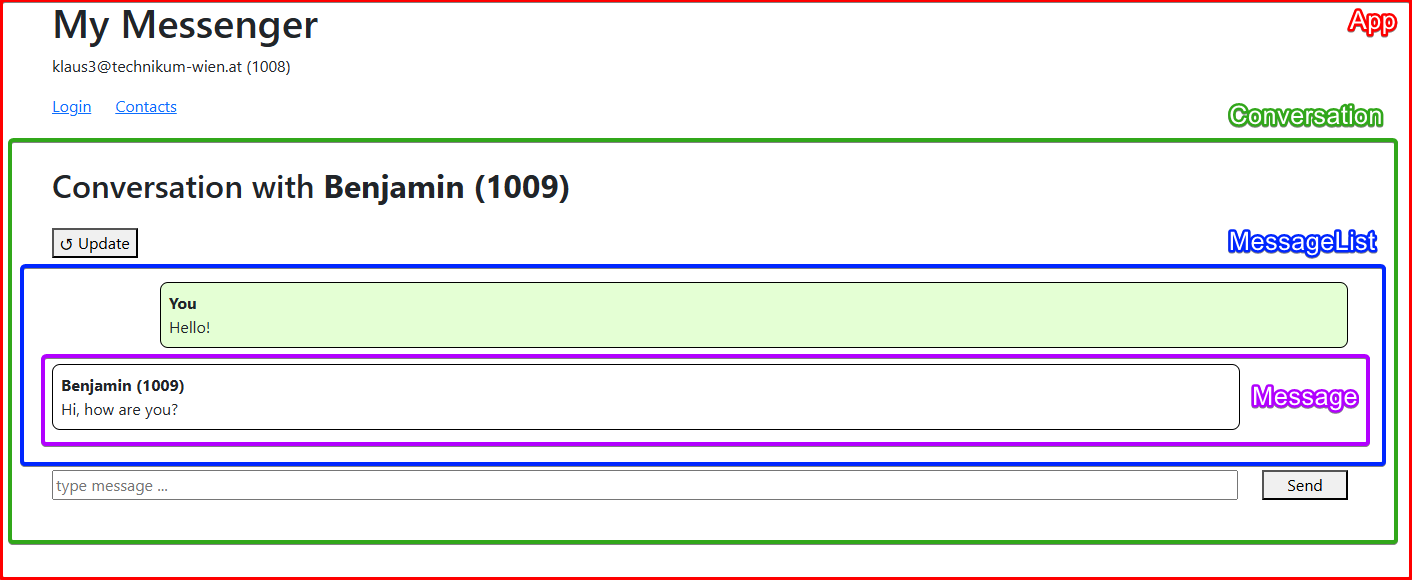 My Messenger
App
klaus3@technikum-wien.at (1008)
Login Contacts
Conversation
Conversation with Benjamin (1009)
↺ Update
MessageList
You
Hello!
Benjamin (1009)
Hi, how are you?
Message
type message ...
Send